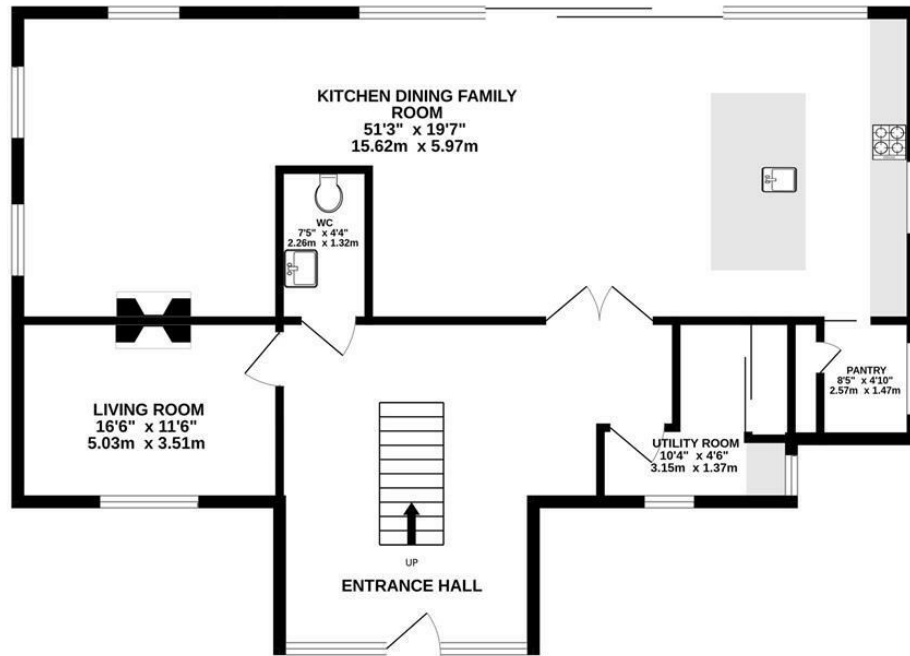 KITCHEN DINING FAMILY
ROOM
51'3" x 19'7"
15.62m x 5.97m
WC
7'5" x 4'4"
2.26m x 1.32m
LIVING ROOM
16'6" x 11'6"
5.03m x 3.51m
PANTRY
8'5" x 4'10"
2.57m x 1.47m
UTILITY ROOM
10'4" x 4'6"
3.15m x 1.37m
UP
ENTRANCE HALL